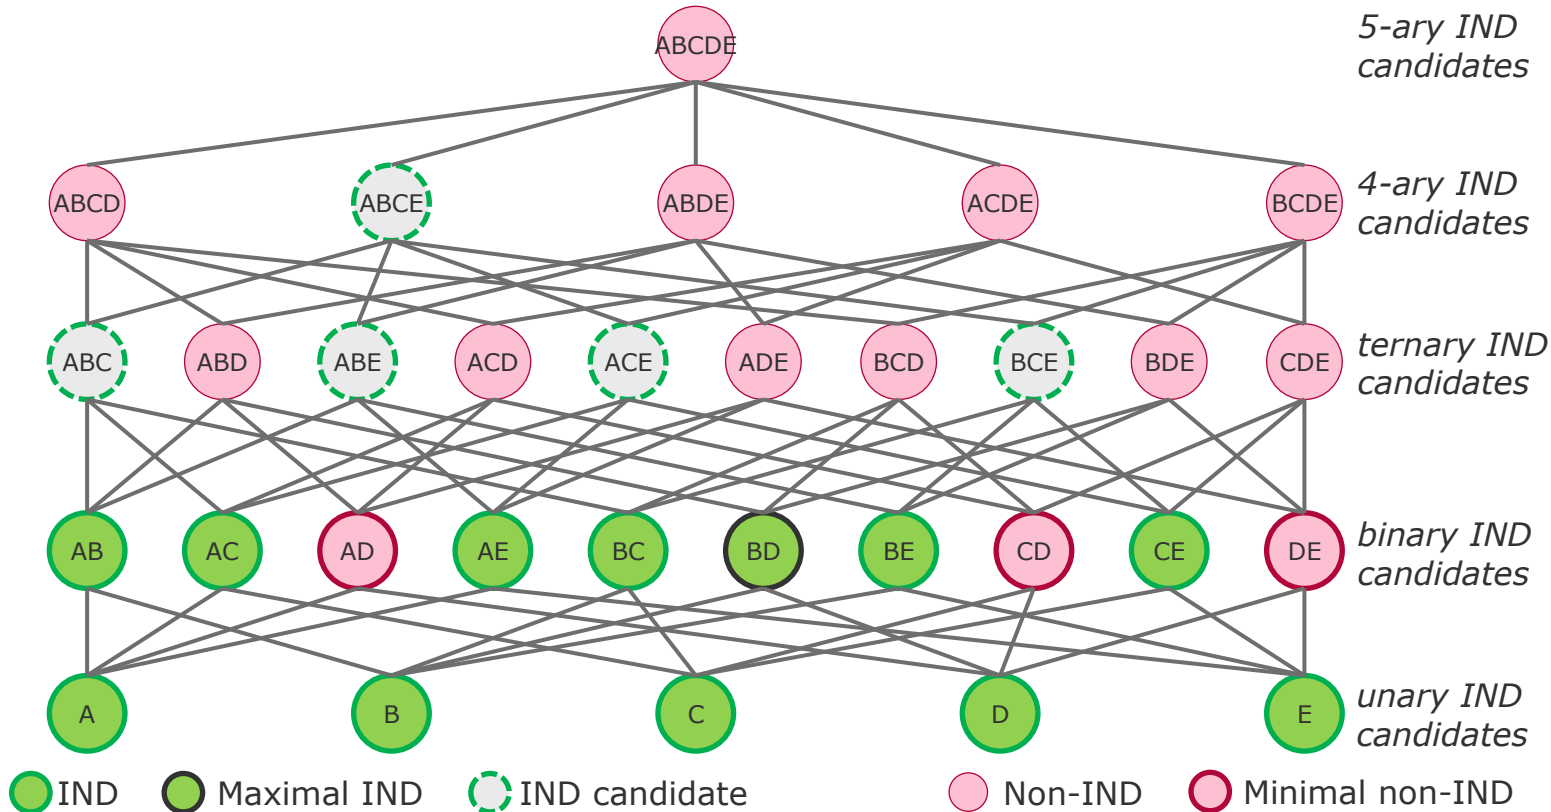 ABCDE
5-ary IND
candidates
ABCD
ABCE
ABDE
ACDE
BCDE
4-ary IND
candidates
ABC
ABD
ABE
ACD
ACE
ADE
BCD
BCE
BDE
CDE
ternary IND
candidates
AB
AC
AD
AE
BC
BD
BE
CD
CE
DE
binary IND
candidates
A
B
C
D
E
unary IND
candidates
IND
Maximal IND
IND candidate
Non-IND
Minimal non-IND